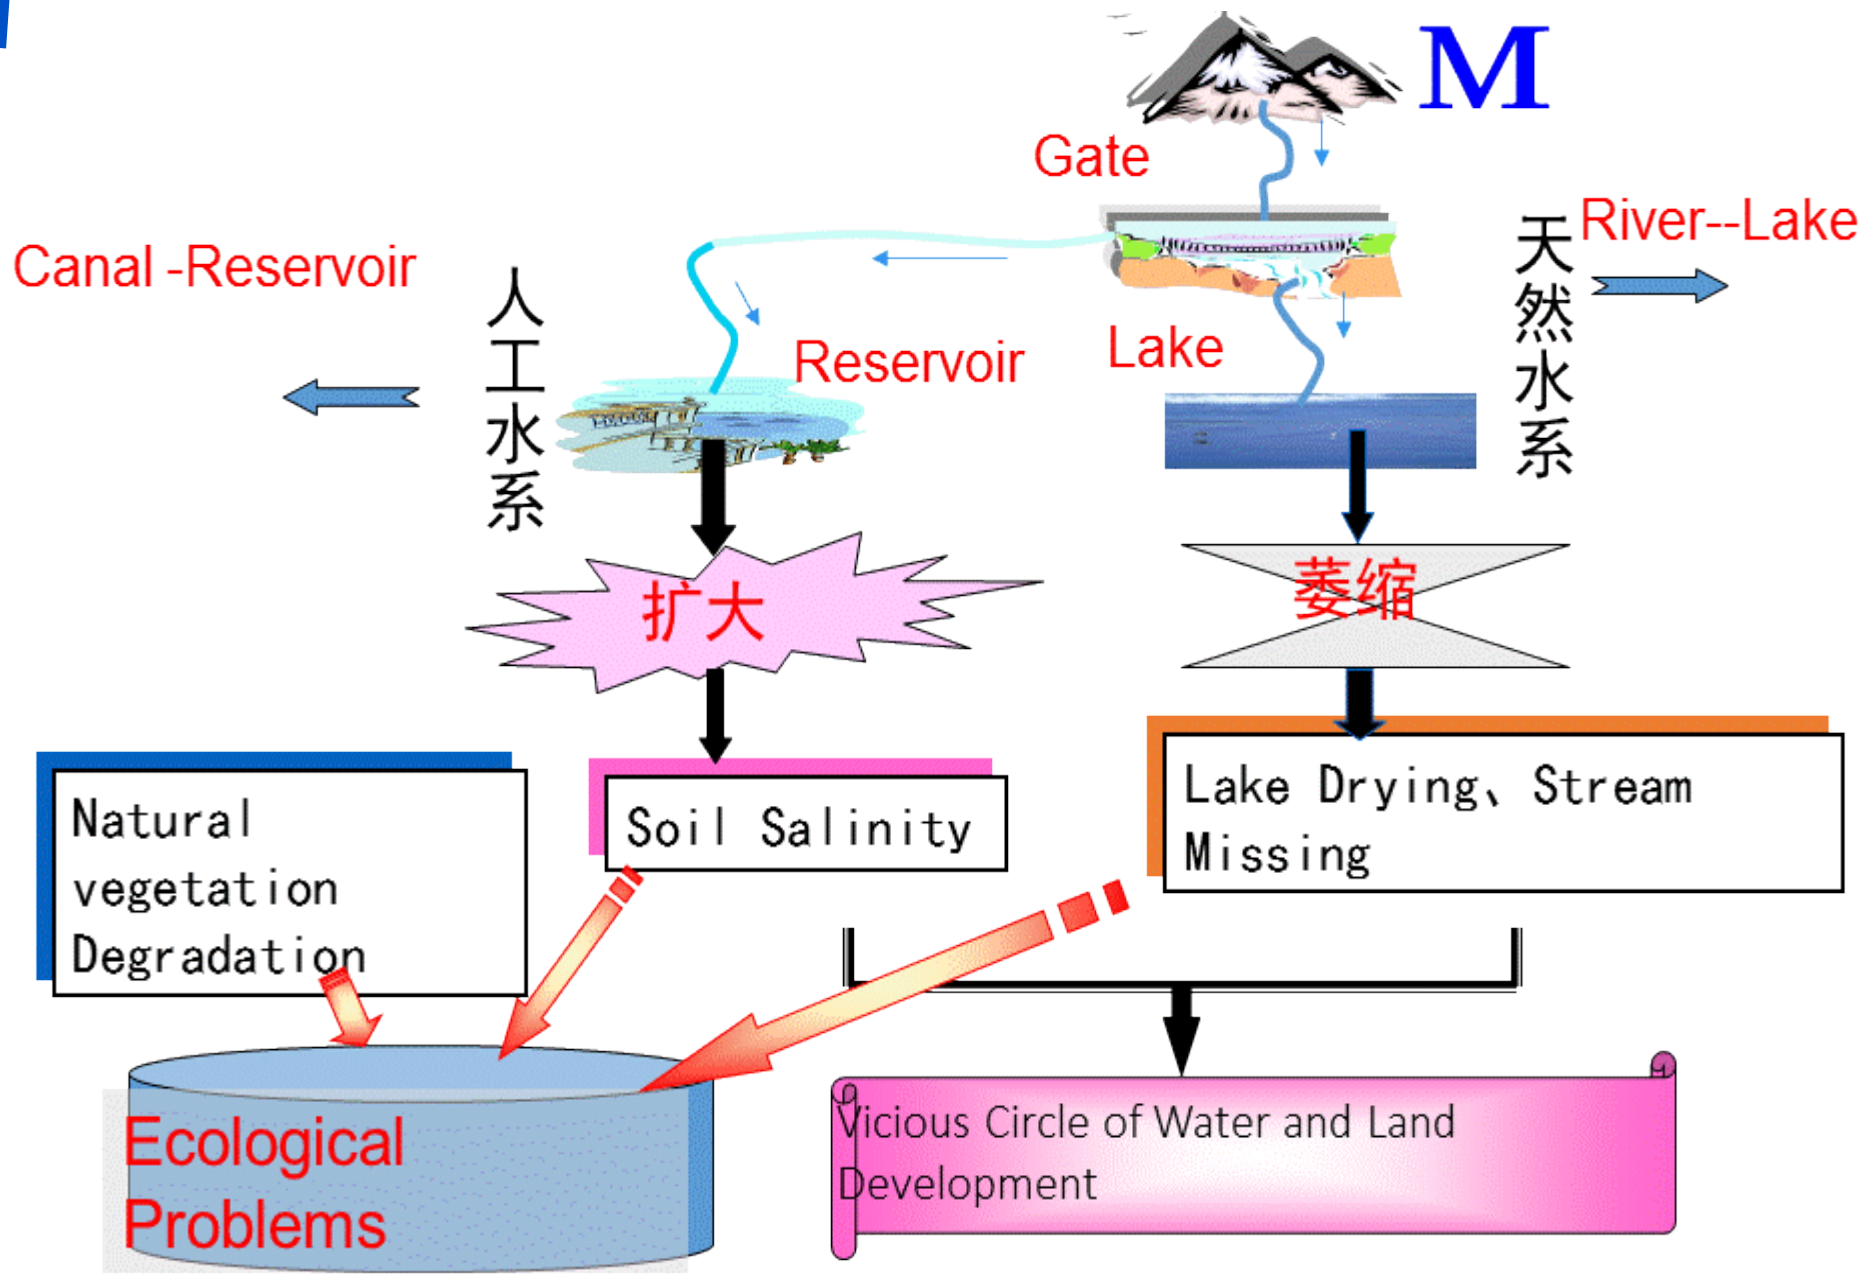 M
Gate
River--Lake
Canal -Reservoir
天然水系
人工水系
Reservoir
Lake
扩大
萎缩
Natural
vegetation
Degradation
Soil Salinity
Lake Drying、Stream
Missing
Ecological
Problems
Vicious Circle of Water and Land
Development